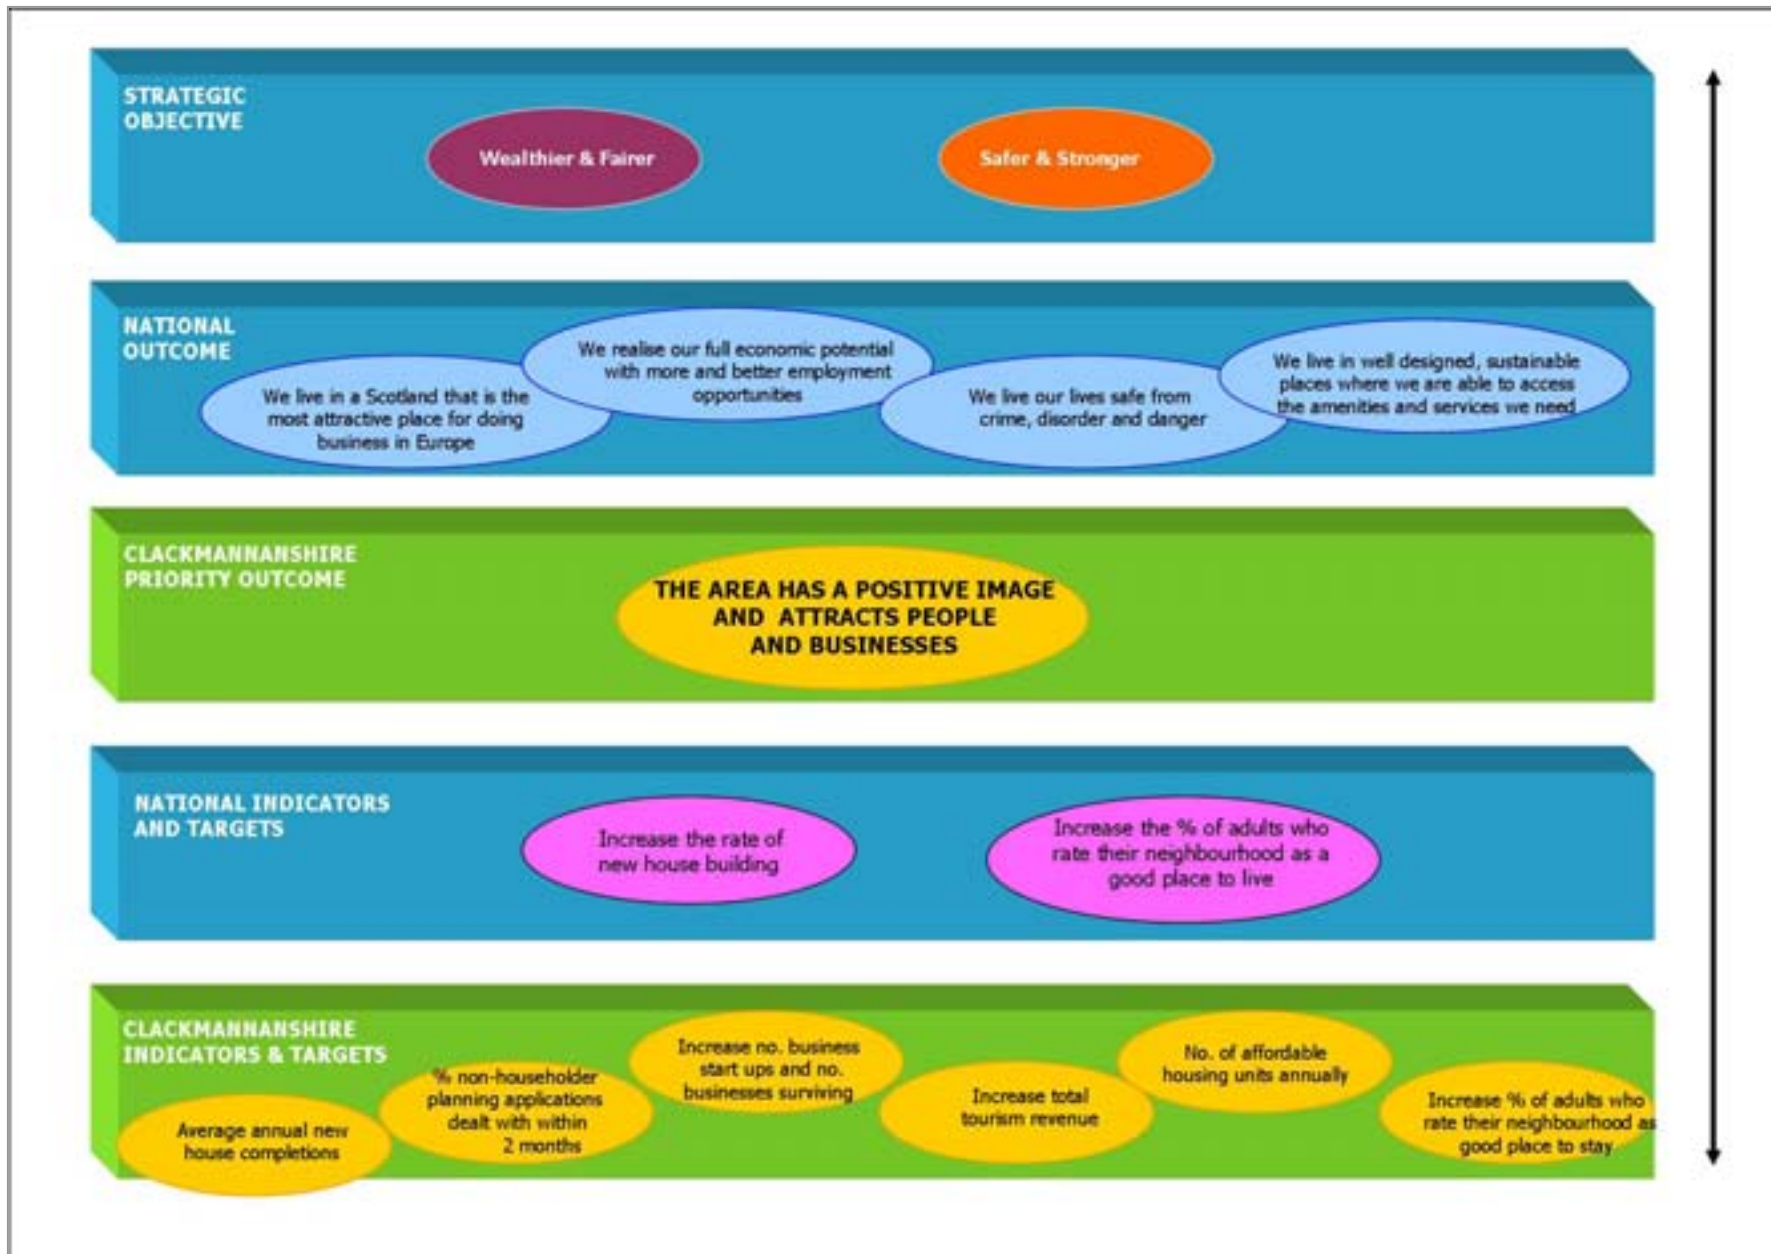 STRATEGIC
OBJECTIVE
Wealthier & Fairer
Safer & Stronger
NATIONAL
OUTCOME
We live in a Scotland that is the
most attractive place for doing
business in Europe
We realise our full economic potential
with more and better employment
opportunities
We live our lives safe from
crime, disorder and danger
We live in well designed, sustainable
places where we are able to access
the amenities and services we need
CLACKMANNANSHIRE
PRIORITY OUTCOME
THE AREA HAS A POSITIVE IMAGE
AND ATTRACTS PEOPLE
AND BUSINESSES
NATIONAL INDICATORS
AND TARGETS
Increase the rate of
new house building
Increase the % of adults who
rate their neighbourhood as a
good place to live
CLACKMANNANSHIRE
INDICATORS & TARGETS
Average annual new
house completions
% non-householder
planning applications
dealt with within
2 months
Increase no. business
start ups and no.
businesses surviving
Increase total
tourism revenue
No. of affordable
housing units annually
Increase % of adults who
rate their neighbourhood as
good place to stay